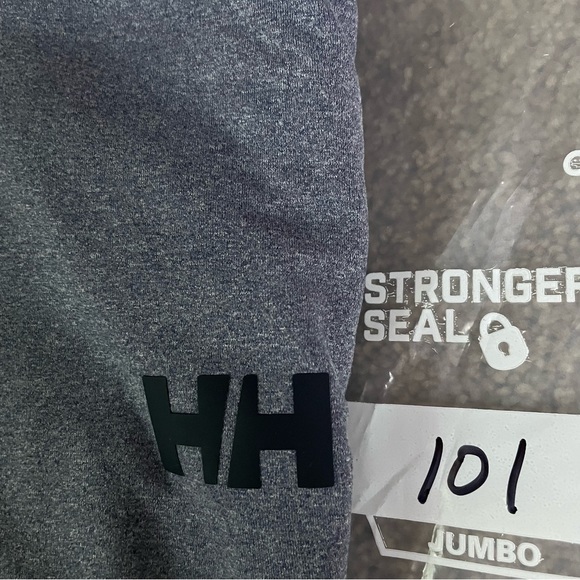 STRONGER
SEAL
HH
101
JUMBO